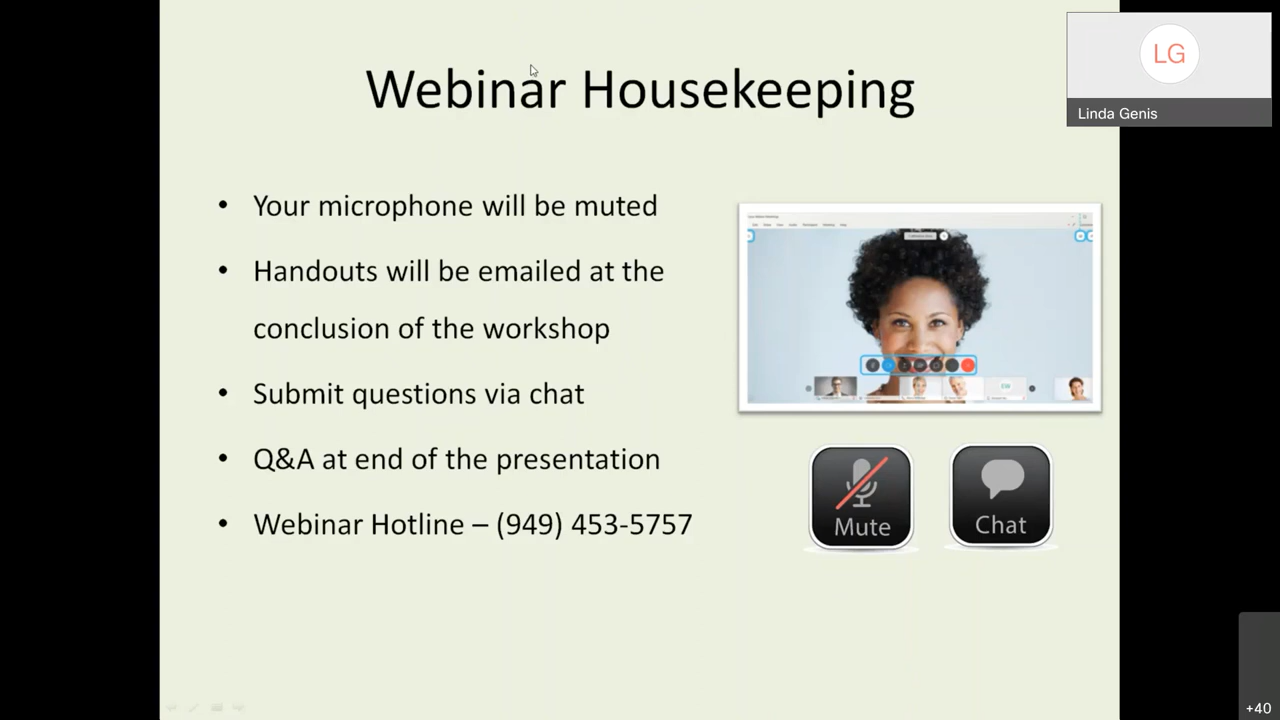 Webinar Housekeeping
LG
Linda Genis
• Your microphone will be muted
• Handouts will be emailed at the
conclusion of the workshop
• Submit questions via chat
• Q&A at end of the presentation
• Webinar Hotline – (949) 453-5757
EW
Mute
Chat
+40